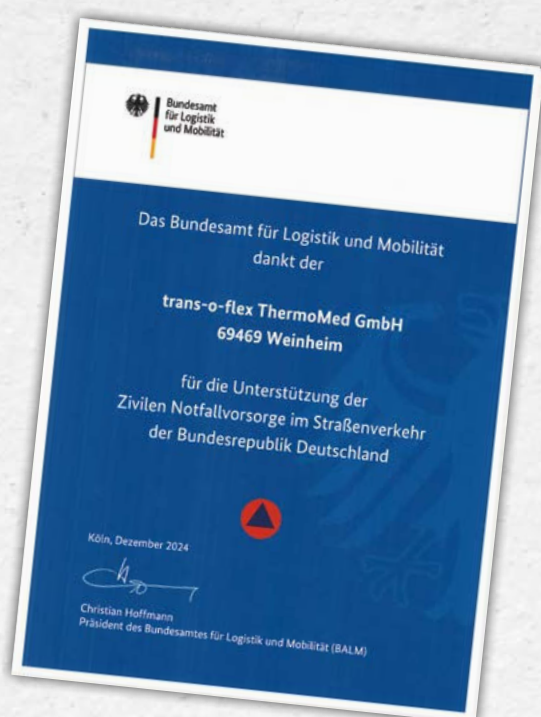 Bundesamt
für Logistik
und Mobilität
Das Bundesamt für Logistik und Mobilität
dankt der
trans-o-flex ThermoMed GmbH
69469 Weinheim
für die Unterstützung der
Zivilen Notfallvorsorge im Straßenverkehr
der Bundesrepublik Deutschland
Köln, Dezember 2024
Christian Hoffmann
Präsident des Bundesamtes für Logistik und Mobilität (BALM)